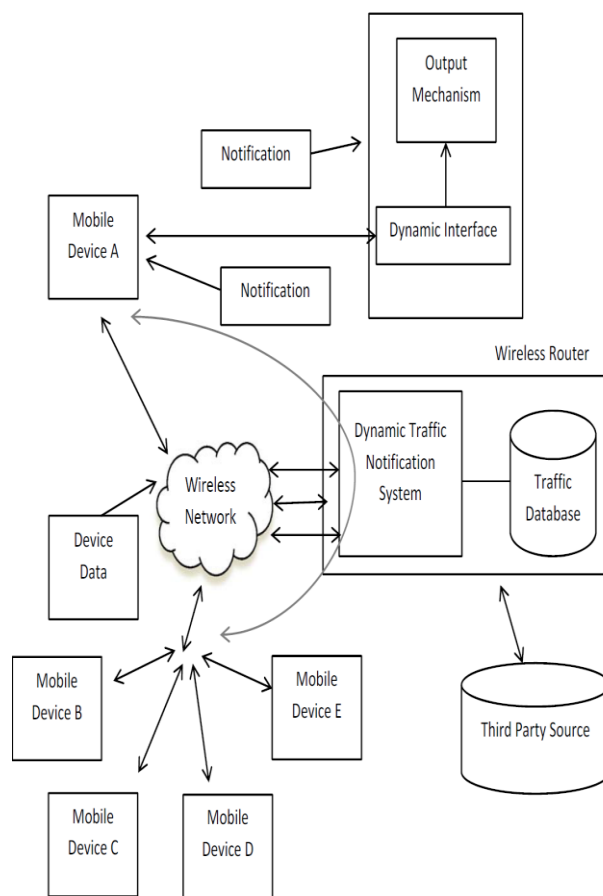 Output
Mechanism
Notification
Mobile
Device A
Dynamic Interface
Notification
Wireless Router
Dynamic Traffic
Notification
System
Traffic
Database
Wireless
Network
Device
Data
Mobile
Device B
Mobile
Device E
Third Party Source
Mobile
Device C
Mobile
Device D